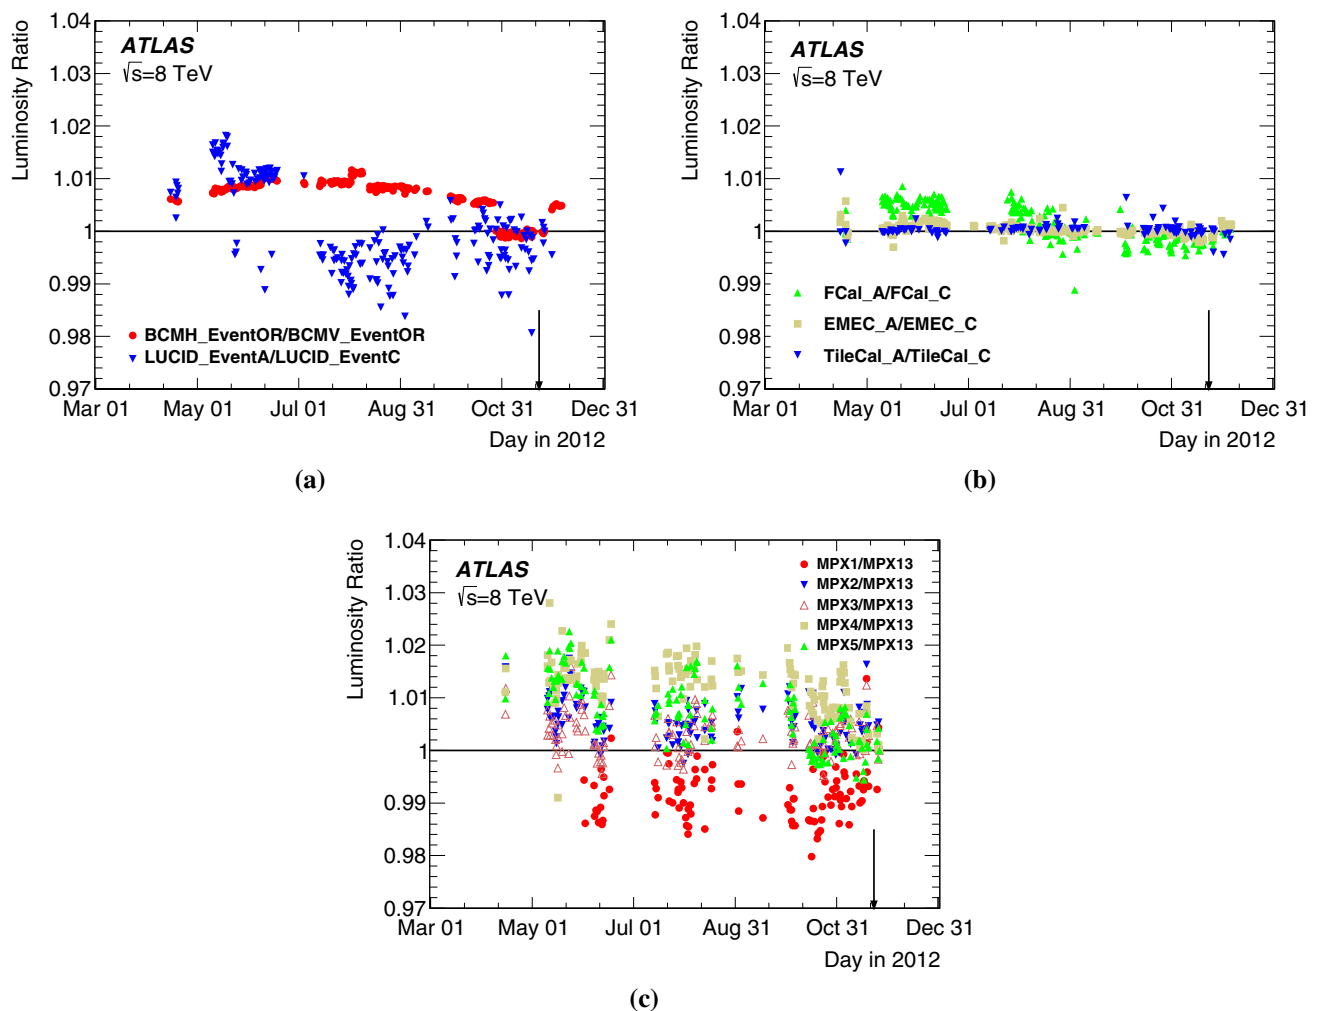 1.04
1.03
1.02
1.01
1
0.99
0.98
0.97
Luminosity Ratio
ATLAS
√s=8 TeV
BCMH_EventOR/BCMV_EventOR
LUCID_EventA/LUCID_EventC
Mar 01 May 01 Jul 01 Aug 31 Oct 31 Dec 31
Day in 2012
(a)
1.04
1.03
1.02
1.01
1
0.99
0.98
0.97
Luminosity Ratio
ATLAS
√s=8 TeV
FCal_A/FCal_C
EMEC_A/EMEC_C
TileCal_A/TileCal_C
Mar 01 May 01 Jul 01 Aug 31 Oct 31 Dec 31
Day in 2012
(b)
1.04
1.03
1.02
1.01
1
0.99
0.98
0.97
Luminosity Ratio
ATLAS
√s=8 TeV
MPX1/MPX13
MPX2/MPX13
MPX3/MPX13
MPX4/MPX13
MPX5/MPX13
Mar 01 May 01 Jul 01 Aug 31 Oct 31 Dec 31
Day in 2012
(c)